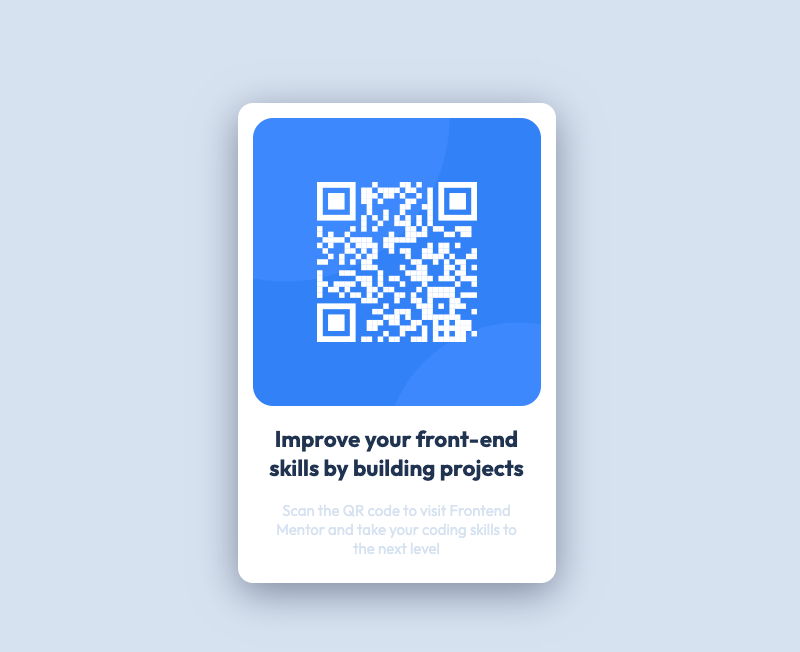 Improve your front-end
skills by building projects
Scan the QR code to visit Frontend
Mentor and take your coding skills to
the next level